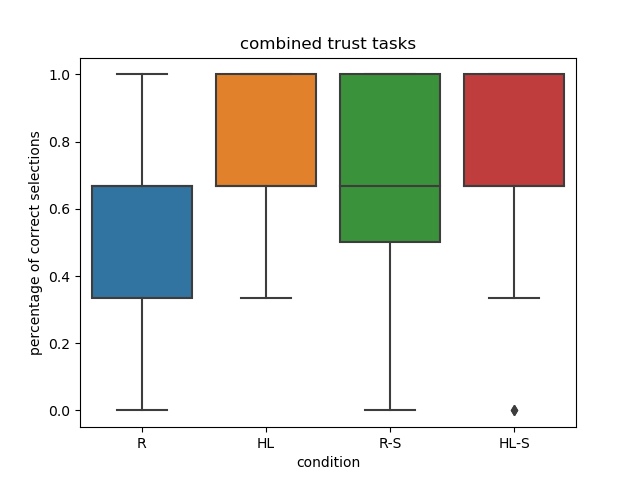 combined trust tasks
percentage of correct selections
1.0
0.8
0.6
0.4
0.2
0.0
R
HL
R-S
HL-S
condition